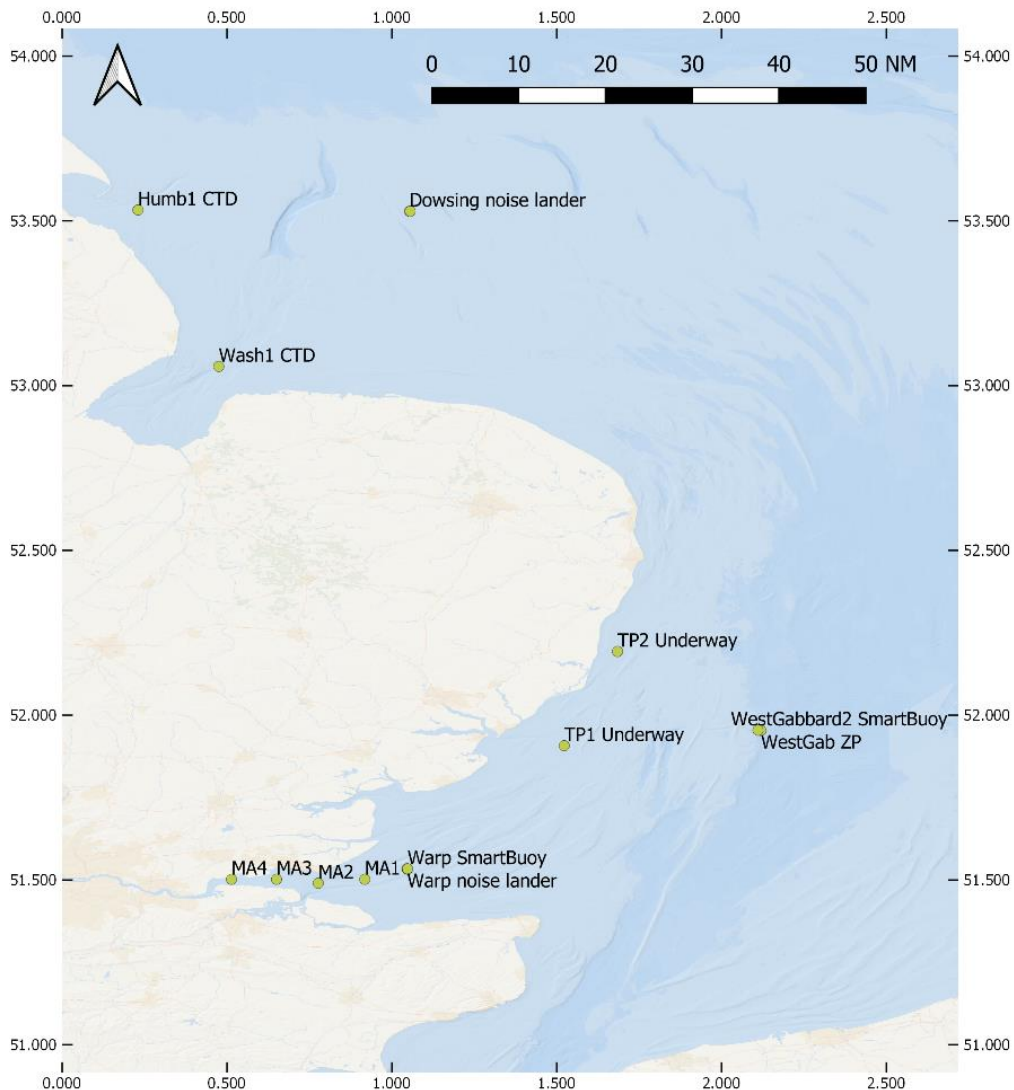 0.000 0.500 1.000 1.500 2.000 2.500
54.000 54.000
0 10 20 30 40 50 NM
Humb1 CTD
Dowsing noise lander
53.500 53.500
Wash1 CTD
53.000 53.000
52.500 52.500
TP2 Underway
52.000 52.000
WestGabbard2 SmartBuoy
TP1 Underway
WestGab ZP
Warp SmartBuoy
MA4 MA3 MA2 MA1
Warp noise lander
51.500 51.500
51.000 51.000
0.000 0.500 1.000 1.500 2.000 2.500